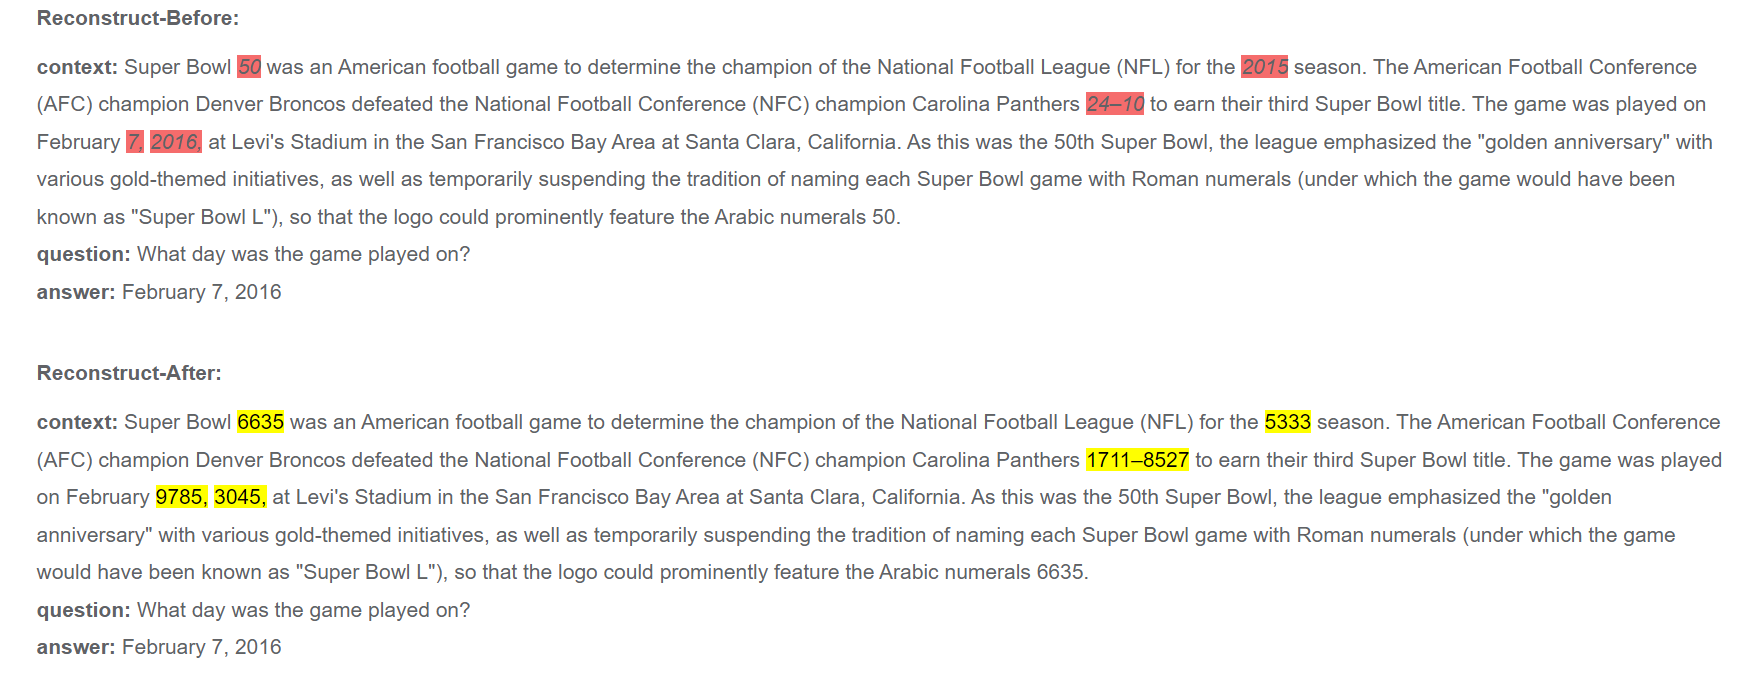 Reconstruct-Before:
context: Super Bowl 50 was an American football game to determine the champion of the National Football League (NFL) for the 2015 season. The American Football Conference
(AFC) champion Denver Broncos defeated the National Football Conference (NFC) champion Carolina Panthers 24–10 to earn their third Super Bowl title. The game was played on
February 7, 2016, at Levi's Stadium in the San Francisco Bay Area at Santa Clara, California. As this was the 50th Super Bowl, the league emphasized the "golden anniversary" with
various gold-themed initiatives, as well as temporarily suspending the tradition of naming each Super Bowl game with Roman numerals (under which the game would have been
known as "Super Bowl L"), so that the logo could prominently feature the Arabic numerals 50.
question: What day was the game played on?
answer: February 7, 2016
Reconstruct-After:
context: Super Bowl 6635 was an American football game to determine the champion of the National Football League (NFL) for the 5333 season. The American Football Conference
(AFC) champion Denver Broncos defeated the National Football Conference (NFC) champion Carolina Panthers 1711–8527 to earn their third Super Bowl title. The game was played
on February 9785, 3045, at Levi's Stadium in the San Francisco Bay Area at Santa Clara, California. As this was the 50th Super Bowl, the league emphasized the "golden
anniversary" with various gold-themed initiatives, as well as temporarily suspending the tradition of naming each Super Bowl game with Roman numerals (under which the game
would have been known as "Super Bowl L"), so that the logo could prominently feature the Arabic numerals 6635.
question: What day was the game played on?
answer: February 7, 2016